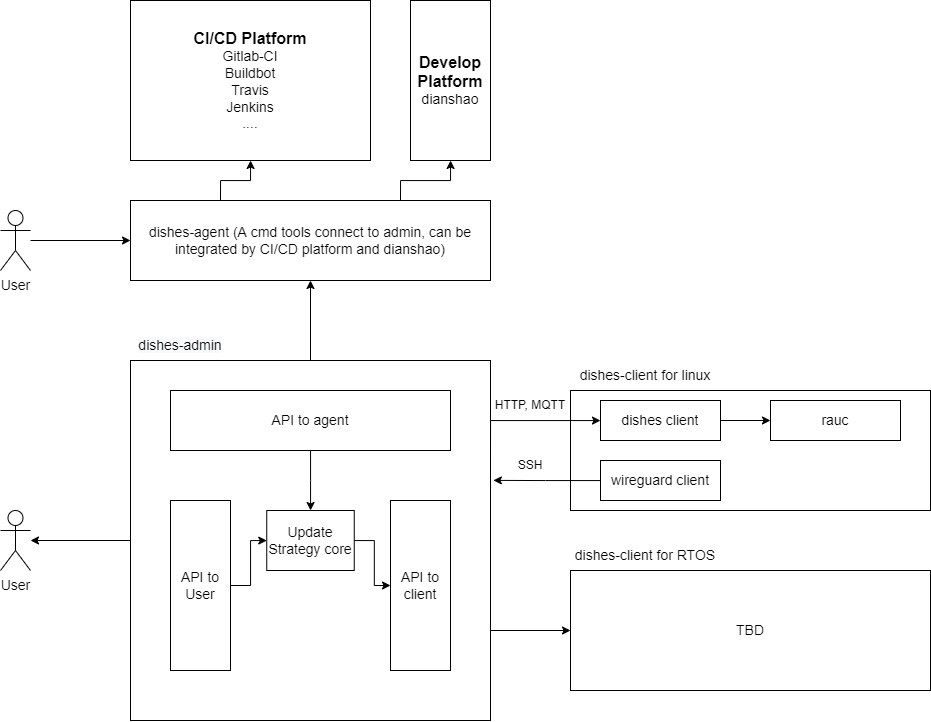 CI/CD Platform
Gitlab-CI
Buildbot
Travis
Jenkins
....
Develop
Platform
dianshao
dishes-agent (A cmd tools connect to admin, can be
integrated by CI/CD platform and dianshao)
User
dishes-admin
API to agent
Update
Strategy core
API to
User
API to
client
User
HTTP, MQTT
SSH
dishes-client for linux
dishes client
rauc
wireguard client
dishes-client for RTOS
TBD